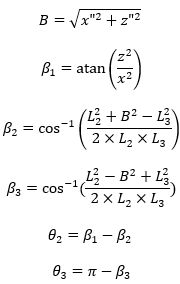 B = √(x"² + z"²)
β₁ = atan(z²/x²)
β₂ = cos⁻¹((L₂² + B² − L₃²)/(2 × L₂ × L₃))
β₃ = cos⁻¹((L₂² − B² + L₃²)/(2 × L₂ × L₃))
θ₂ = β₁ − β₂
θ₃ = π − β₃